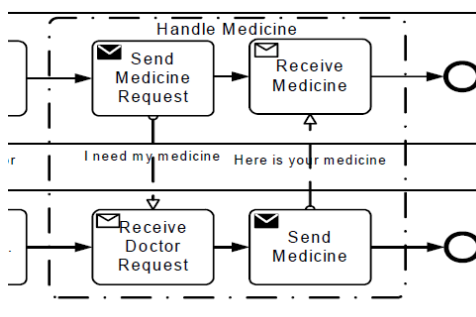 Handle Medicine
Send
Medicine
Request
Receive
Medicine
I need my medicine
Here is your medicine
r
Receive
Doctor
Request
Send
Medicine